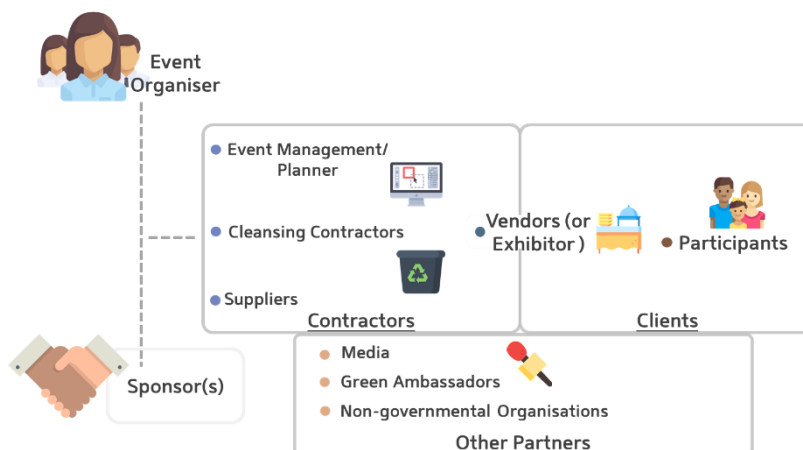 Event
Organiser
Event Management/
Planner
Cleansing Contractors
Suppliers
Contractors
Vendors (or
Exhibitor )
Participants
Clients
Sponsor(s)
Media
Green Ambassadors
Non-governmental Organisations
Other Partners